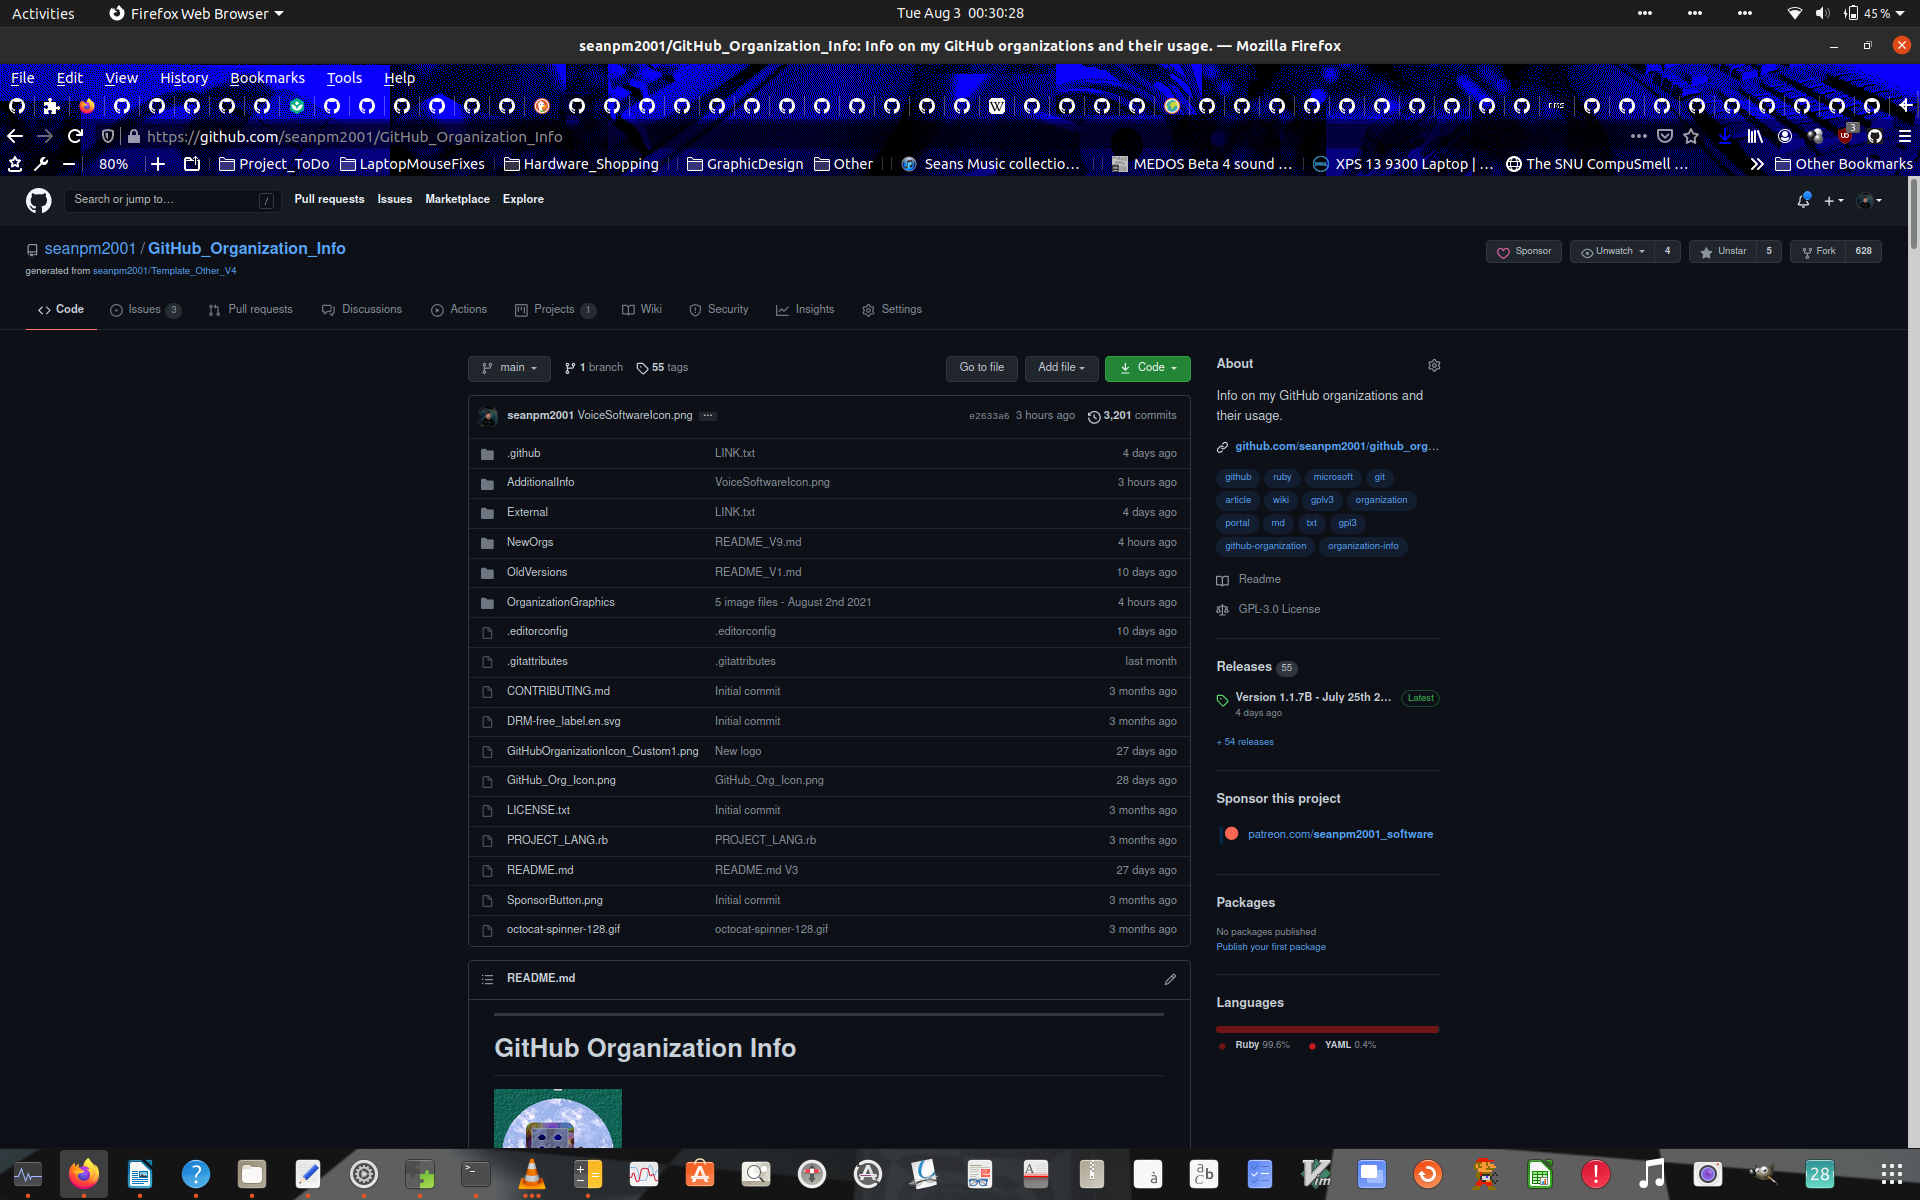 Activities Firefox Web Browser Tue Aug 3 00:30:28 45 %
seanpm2001/GitHub_Organization_Info: Info on my GitHub organizations and their usage. — Mozilla Firefox
File Edit View History Bookmarks Tools Help
https://github.com/seanpm2001/GitHub_Organization_Info 3
80% Project_ToDo LaptopMouseFixes Hardware_Shopping GraphicDesign Other Seans Music collectio… MEDOS Beta 4 sound … XPS 13 9300 Laptop | … The SNU CompuSmell … Other Bookmarks
Search or jump to… / Pull requests Issues Marketplace Explore
seanpm2001 / GitHub_Organization_Info
generated from seanpm2001/Template_Other_V4
Sponsor Unwatch 4 Unstar 5 Fork 628
Code Issues 3 Pull requests Discussions Actions Projects 1 Wiki Security Insights Settings
main 1 branch 55 tags Go to file Add file Code
seanpm2001 VoiceSoftwareIcon.png ··· e2633a6 3 hours ago 3,201 commits
.github LINK.txt 4 days ago
AdditionalInfo VoiceSoftwareIcon.png 3 hours ago
External LINK.txt 4 days ago
NewOrgs README_V9.md 4 hours ago
OldVersions README_V1.md 10 days ago
OrganizationGraphics 5 image files - August 2nd 2021 4 hours ago
.editorconfig .editorconfig 10 days ago
.gitattributes .gitattributes last month
CONTRIBUTING.md Initial commit 3 months ago
DRM-free_label.en.svg Initial commit 3 months ago
GitHubOrganizationIcon_Custom1.png New logo 27 days ago
GitHub_Org_Icon.png GitHub_Org_Icon.png 28 days ago
LICENSE.txt Initial commit 3 months ago
PROJECT_LANG.rb PROJECT_LANG.rb 3 months ago
README.md README.md V3 27 days ago
SponsorButton.png Initial commit 3 months ago
octocat-spinner-128.gif octocat-spinner-128.gif 3 months ago
README.md
GitHub Organization Info
About
Info on my GitHub organizations and
their usage.
github.com/seanpm2001/github_org…
github ruby microsoft git
article wiki gplv3 organization
portal md txt gpl3
github-organization organization-info
Readme
GPL-3.0 License
Releases 55
Version 1.1.7B - July 25th 2… Latest
4 days ago
+ 54 releases
Sponsor this project
patreon.com/seanpm2001_software
Packages
No packages published
Publish your first package
Languages
Ruby 99.6% YAML 0.4%
28